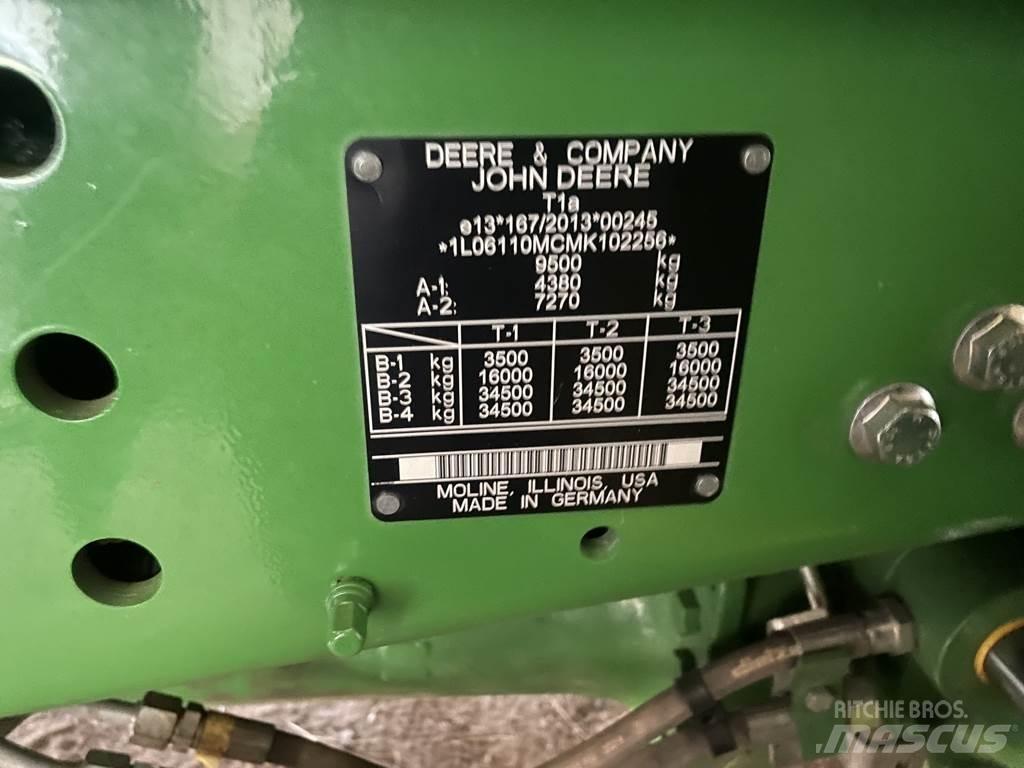 DEERE & COMPANY
JOHN DEERE
T1a
e13*167/2013*00245
*1L06110MCMK102256*
9500 kg
A-1: 4380 kg
A-2: 7270 kg
T-1 T-2 T-3
B-1 kg 3500 3500 3500
B-2 kg 16000 16000 16000
B-3 kg 34500 34500 34500
B-4 kg 34500 34500 34500
MOLINE, ILLINOIS, USA
MADE IN GERMANY
RITCHIE BROS.
MASCUS